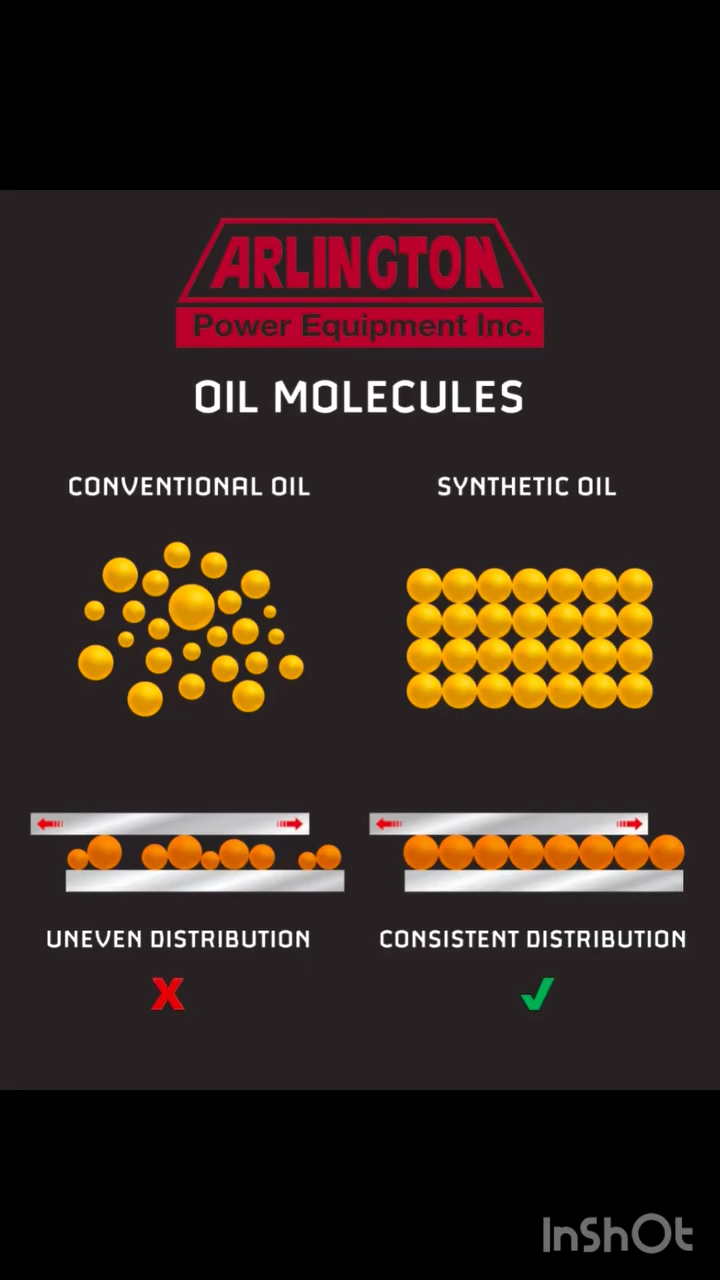 ARLINGTON
Power Equipment Inc.
OIL MOLECULES
CONVENTIONAL OIL
SYNTHETIC OIL
UNEVEN DISTRIBUTION
CONSISTENT DISTRIBUTION
InShOt